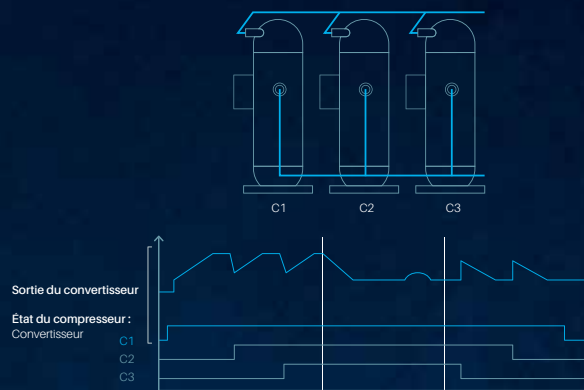 C1 C2 C3
Sortie du convertisseur
État du compresseur :
Convertisseur
C1
C2
C3